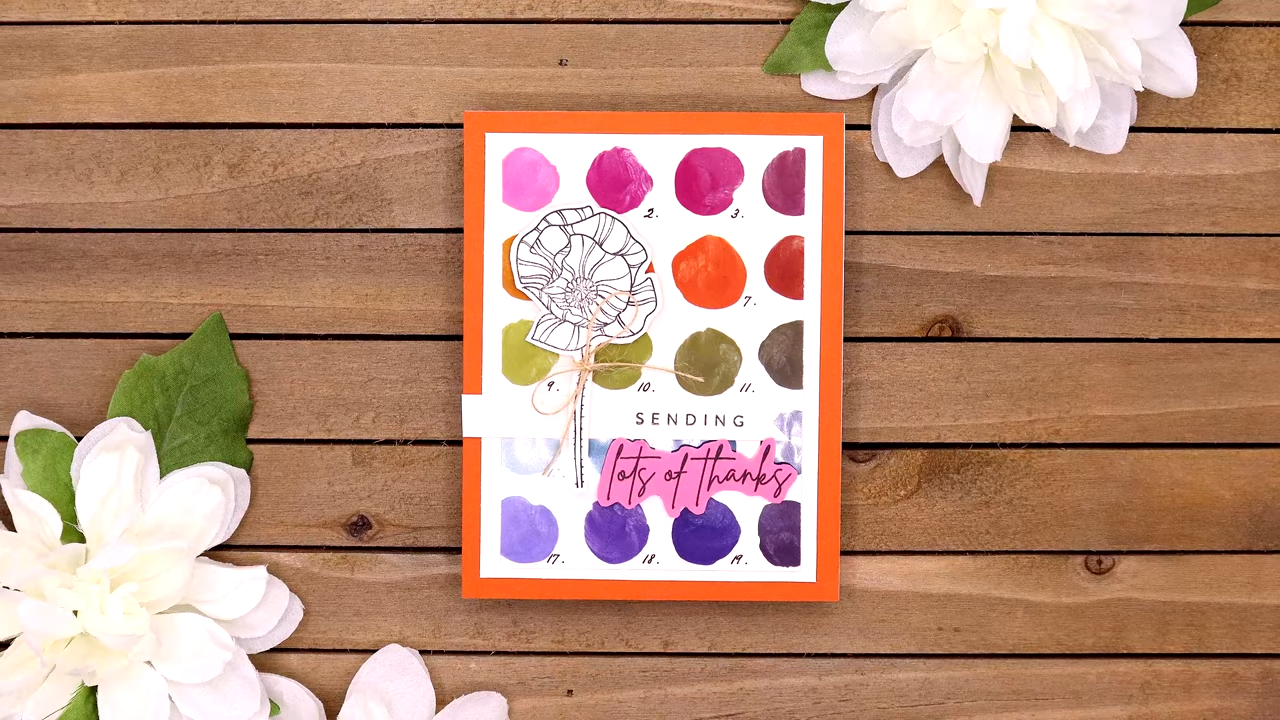 2. 3.
7.
9. 10. 11.
SENDING
lots of thanks
17. 18. 19.